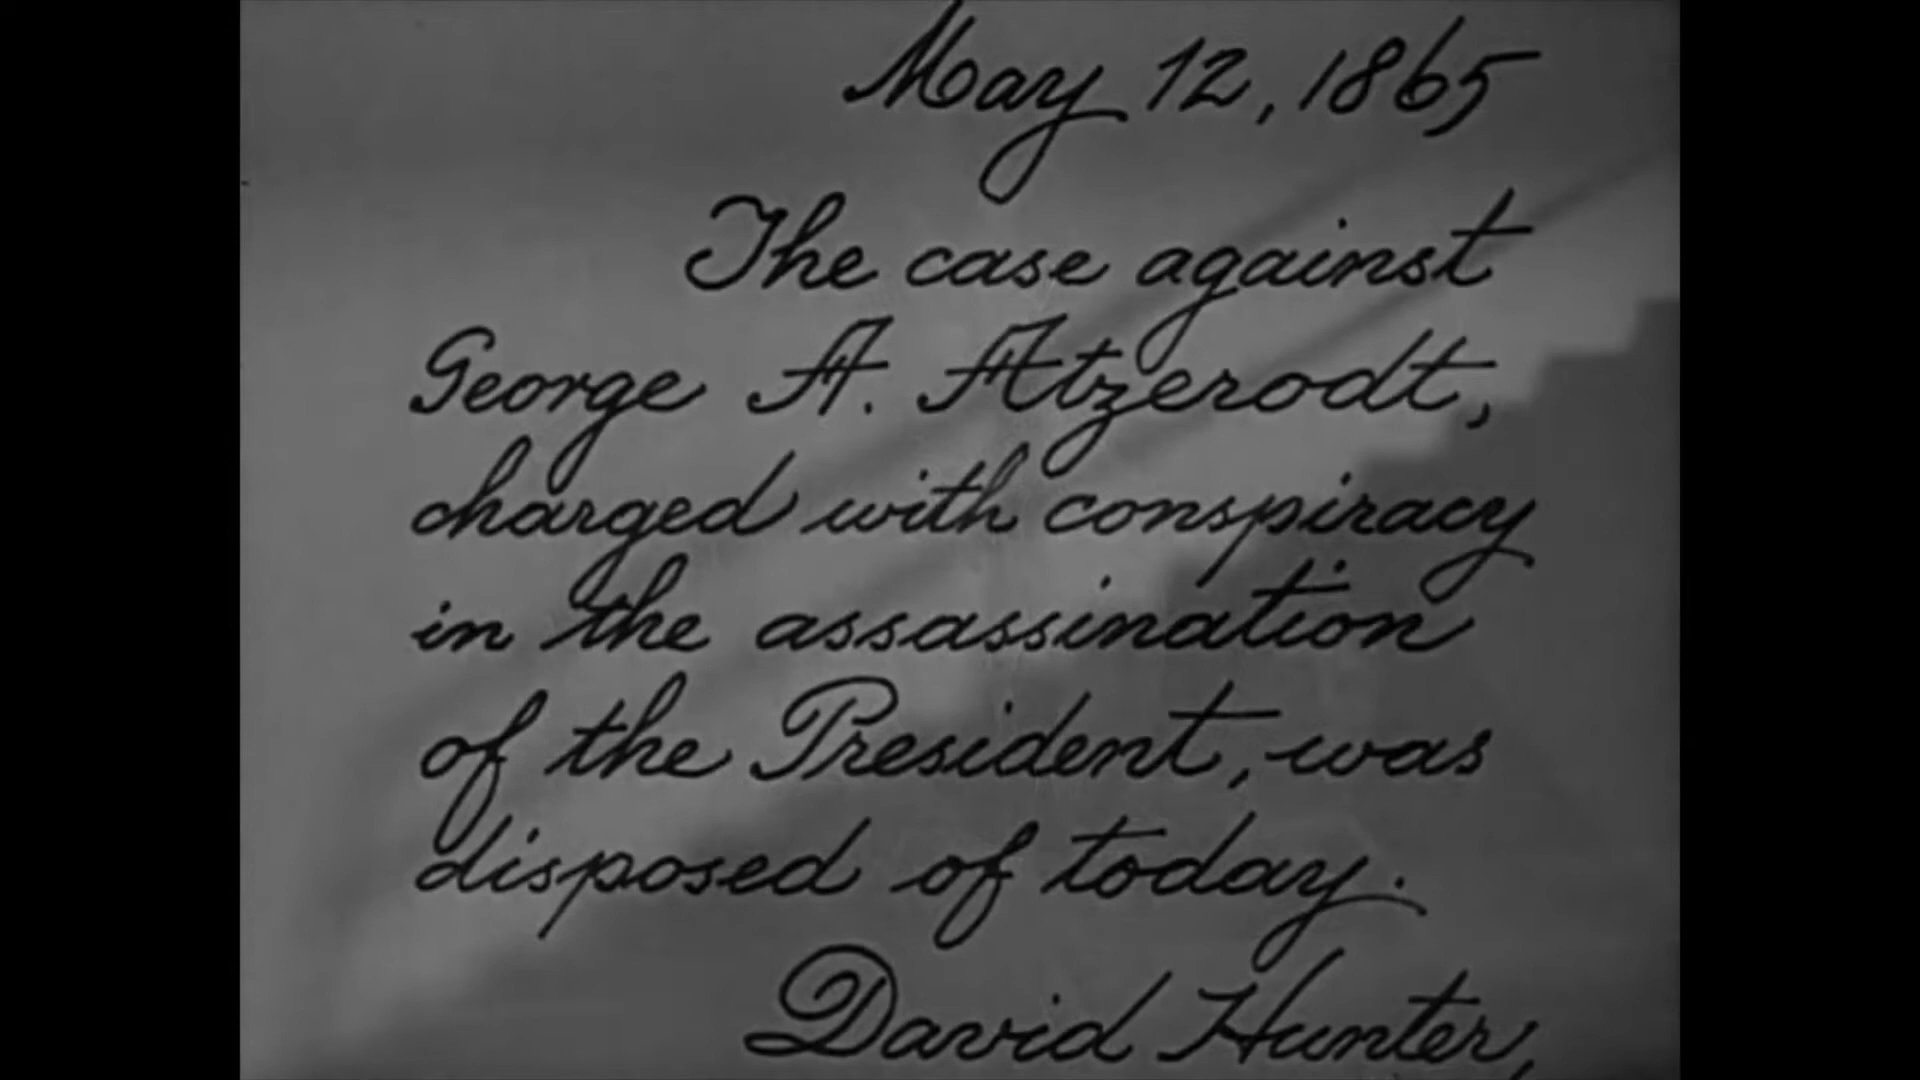 May 12, 1865
The case against
George A. Atzerodt,
charged with conspiracy
in the assassination
of the President, was
disposed of today.
David Hunter,